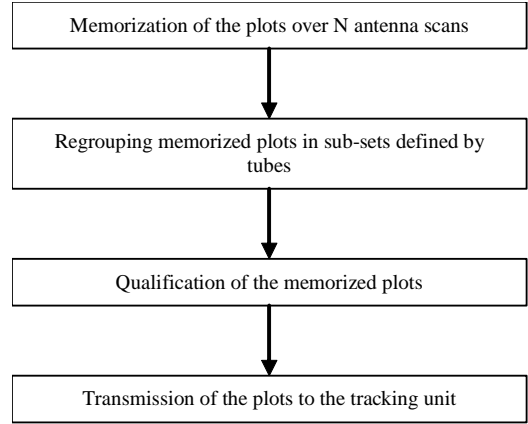 Memorization of the plots over N antenna scans
Regrouping memorized plots in sub-sets defined by
tubes
Qualification of the memorized plots
Transmission of the plots to the tracking unit